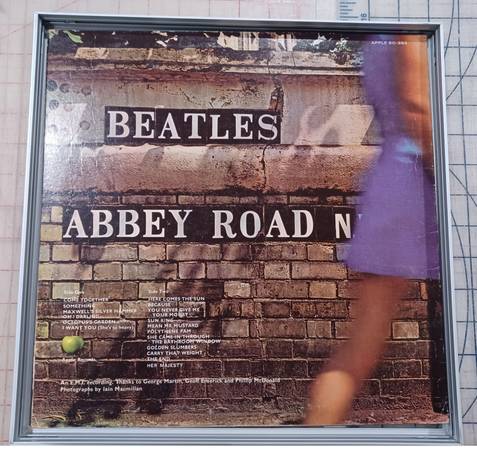 APPLE SO-383
BEATLES
ABBEY ROAD N
Side One
COME TOGETHER
SOMETHING
MAXWELL'S SILVER HAMMER
OH! DARLING
OCTOPUS'S GARDEN
I WANT YOU (She's so heavy)
Side Two
HERE COMES THE SUN
BECAUSE
YOU NEVER GIVE ME
YOUR MONEY
SUN KING
MEAN MR MUSTARD
POLYTHENE PAM
SHE CAME IN THROUGH
THE BATHROOM WINDOW
GOLDEN SLUMBERS
CARRY THAT WEIGHT
THE END
HER MAJESTY
An E.M.I. recording. Thanks to George Martin, Geoff Emerick and Phillip McDonald
Photographs by Iain Macmillan